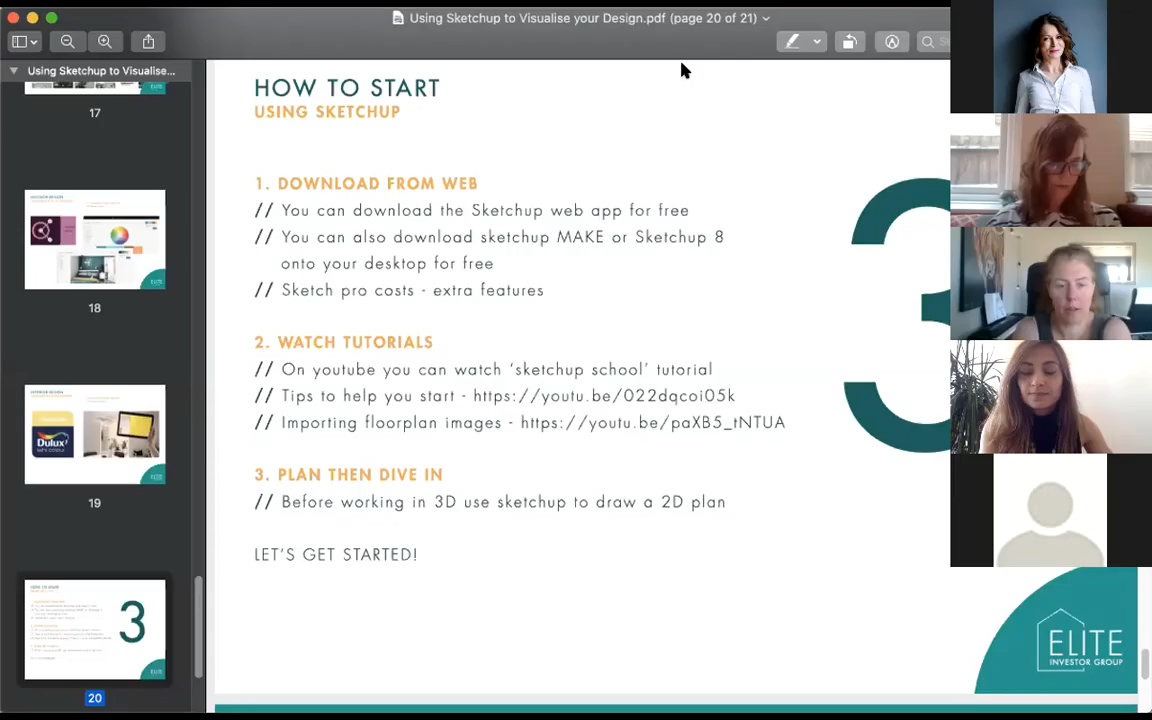 Using Sketchup to Visualise your Design.pdf (page 20 of 21)
Using Sketchup to Visualise...
17
18
19
20
HOW TO START
USING SKETCHUP
1. DOWNLOAD FROM WEB
// You can download the Sketchup web app for free
// You can also download sketchup MAKE or Sketchup 8
onto your desktop for free
// Sketch pro costs - extra features
2. WATCH TUTORIALS
// On youtube you can watch ‘sketchup school’ tutorial
// Tips to help you start - https://youtu.be/022dqcoi05k
// Importing floorplan images - https://youtu.be/paXB5_tNTUA
3. PLAN THEN DIVE IN
// Before working in 3D use sketchup to draw a 2D plan
LET’S GET STARTED!
3
ELITE
INVESTOR GROUP
Dulux
3